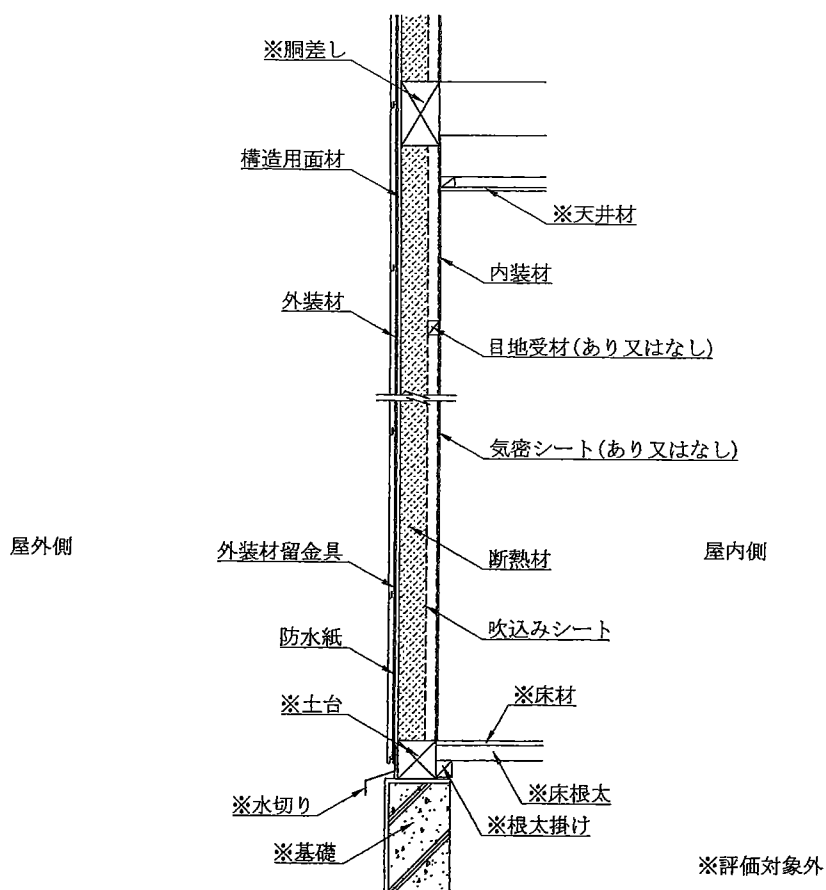 ※胴差し
構造用面材
※天井材
内装材
外装材
目地受材(あり又はなし)
気密シート(あり又はなし)
屋外側
外装材留金具
断熱材
屋内側
吹込みシート
防水紙
※床材
※土台
※床根太
※水切り
※根太掛け
※基礎
※評価対象外